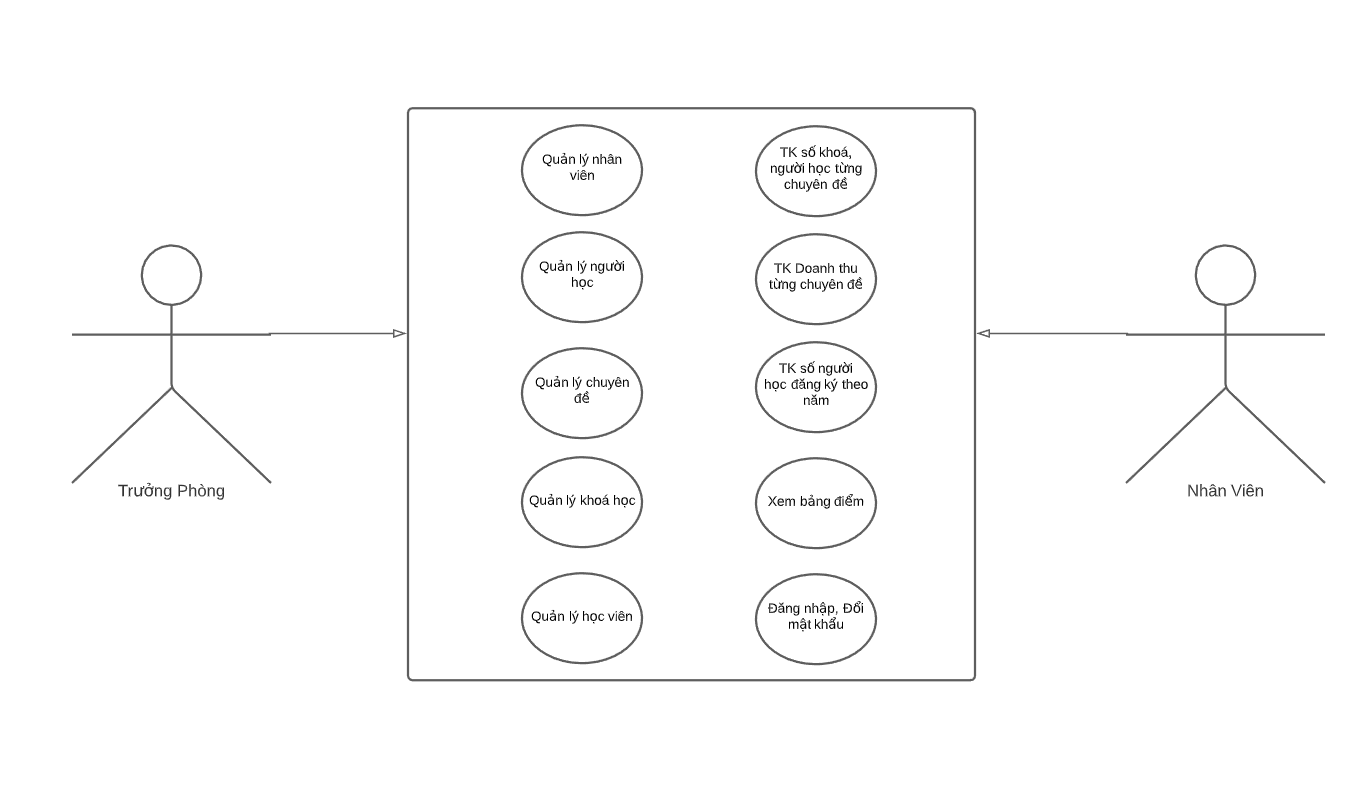 Quản lý nhân
viên
TK số khoá,
người học từng
chuyên đề
Quản lý người
học
TK Doanh thu
từng chuyên đề
Quản lý chuyên
đề
TK số người
học đăng ký theo
năm
Quản lý khoá học
Xem bảng điểm
Quản lý học viên
Đăng nhập, Đổi
mật khẩu
Trưởng Phòng
Nhân Viên